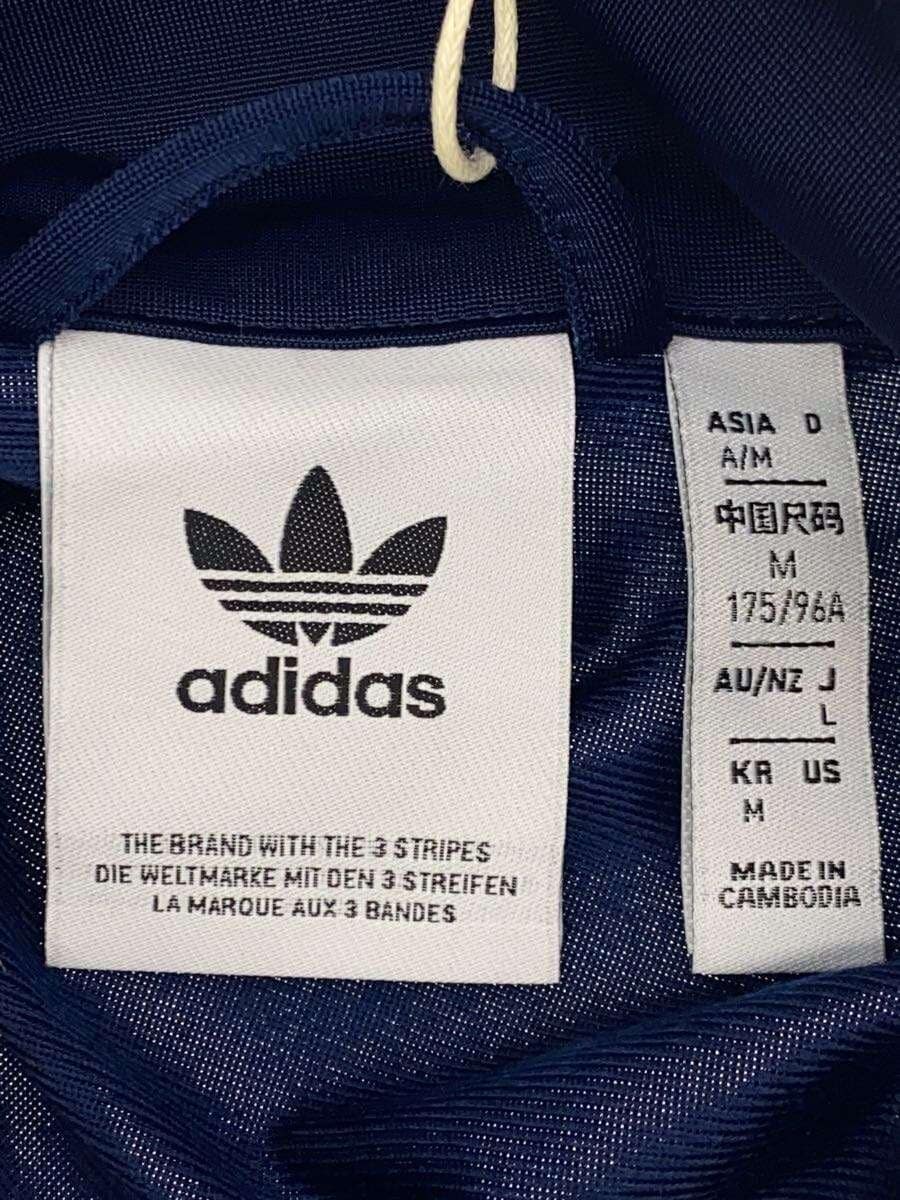 adidas
THE BRAND WITH THE 3 STRIPES
DIE WELTMARKE MIT DEN 3 STREIFEN
LA MARQUE AUX 3 BANDES
ASIA D
A/M
中国尺码
M
175/96A
AU/NZ J
L
KR US
M
MADE IN
CAMBODIA